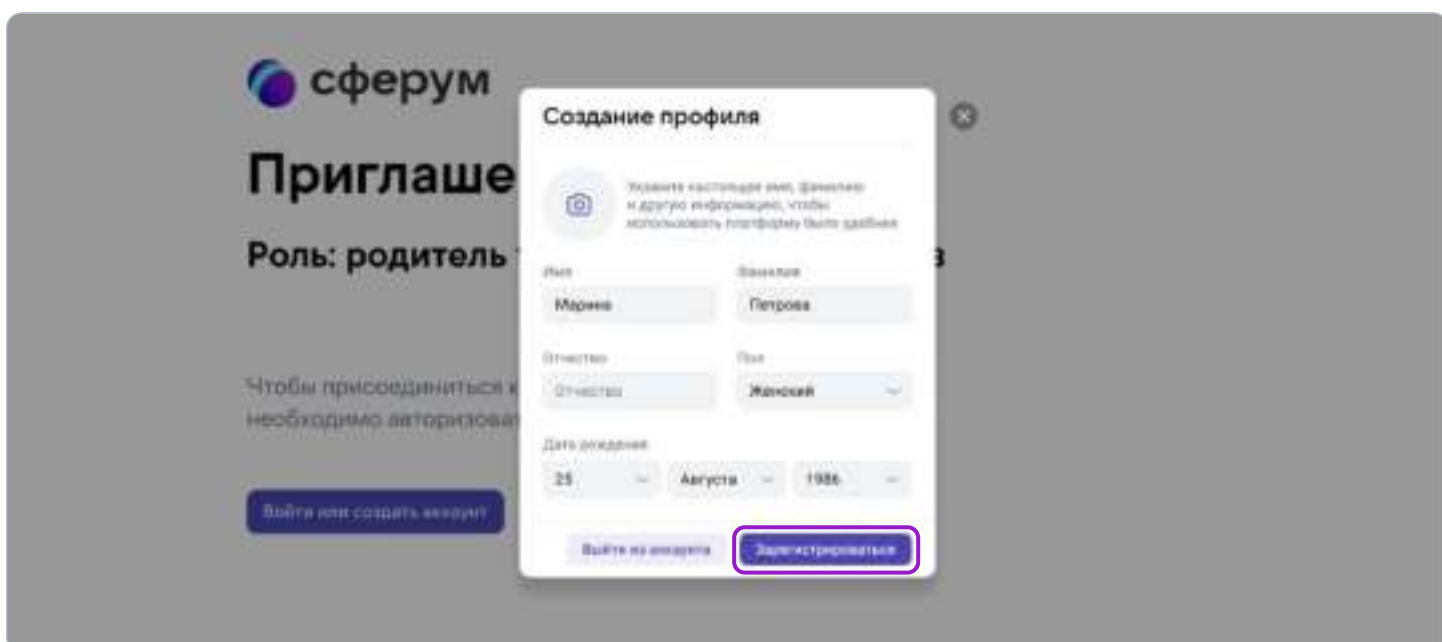 сферум
Создание профиля
Приглаше
Укажите настоящее имя, фамилию
и другую информацию, чтобы
использовать платформу было удобнее
Роль: родитель
в
Имя
Фамилия
Марина
Петрова
Отчество
Пол
Отчество
Женский
Чтобы присоединиться к
необходимо авторизоват
Дата рождения
25
Августа
1986
Войти или создать аккаунт
Выйти из аккаунта
Зарегистрироваться